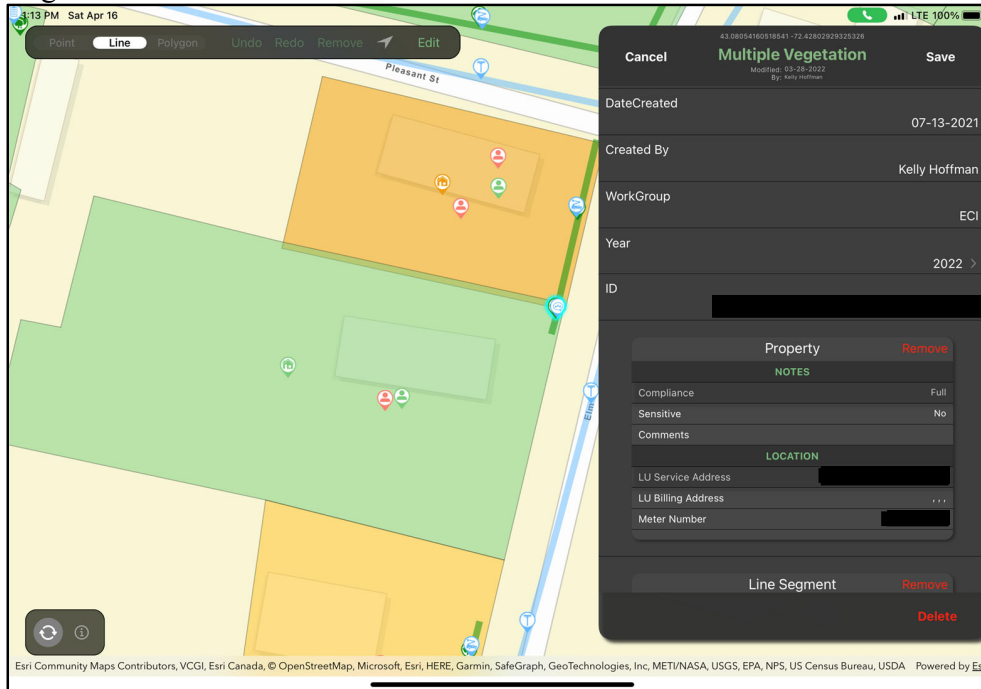 :13 PM Sat Apr 16
LTE 100%
Point Line Polygon Undo Redo Remove Edit
Pleasant St
Elm
43.08054160518541 -72.42802929325326
Cancel Multiple Vegetation Save
Modified: 03-28-2022
By: Kelly Hoffman
DateCreated
07-13-2021
Created By
Kelly Hoffman
WorkGroup
ECI
Year
2022
ID
Property Remove
NOTES
Compliance Full
Sensitive No
Comments
LOCATION
LU Service Address
LU Billing Address , , ,
Meter Number
Line Segment Remove
Delete
Esri Community Maps Contributors, VCGI, Esri Canada, © OpenStreetMap, Microsoft, Esri, HERE, Garmin, SafeGraph, GeoTechnologies, Inc, METI/NASA, USGS, EPA, NPS, US Census Bureau, USDA Powered by Es